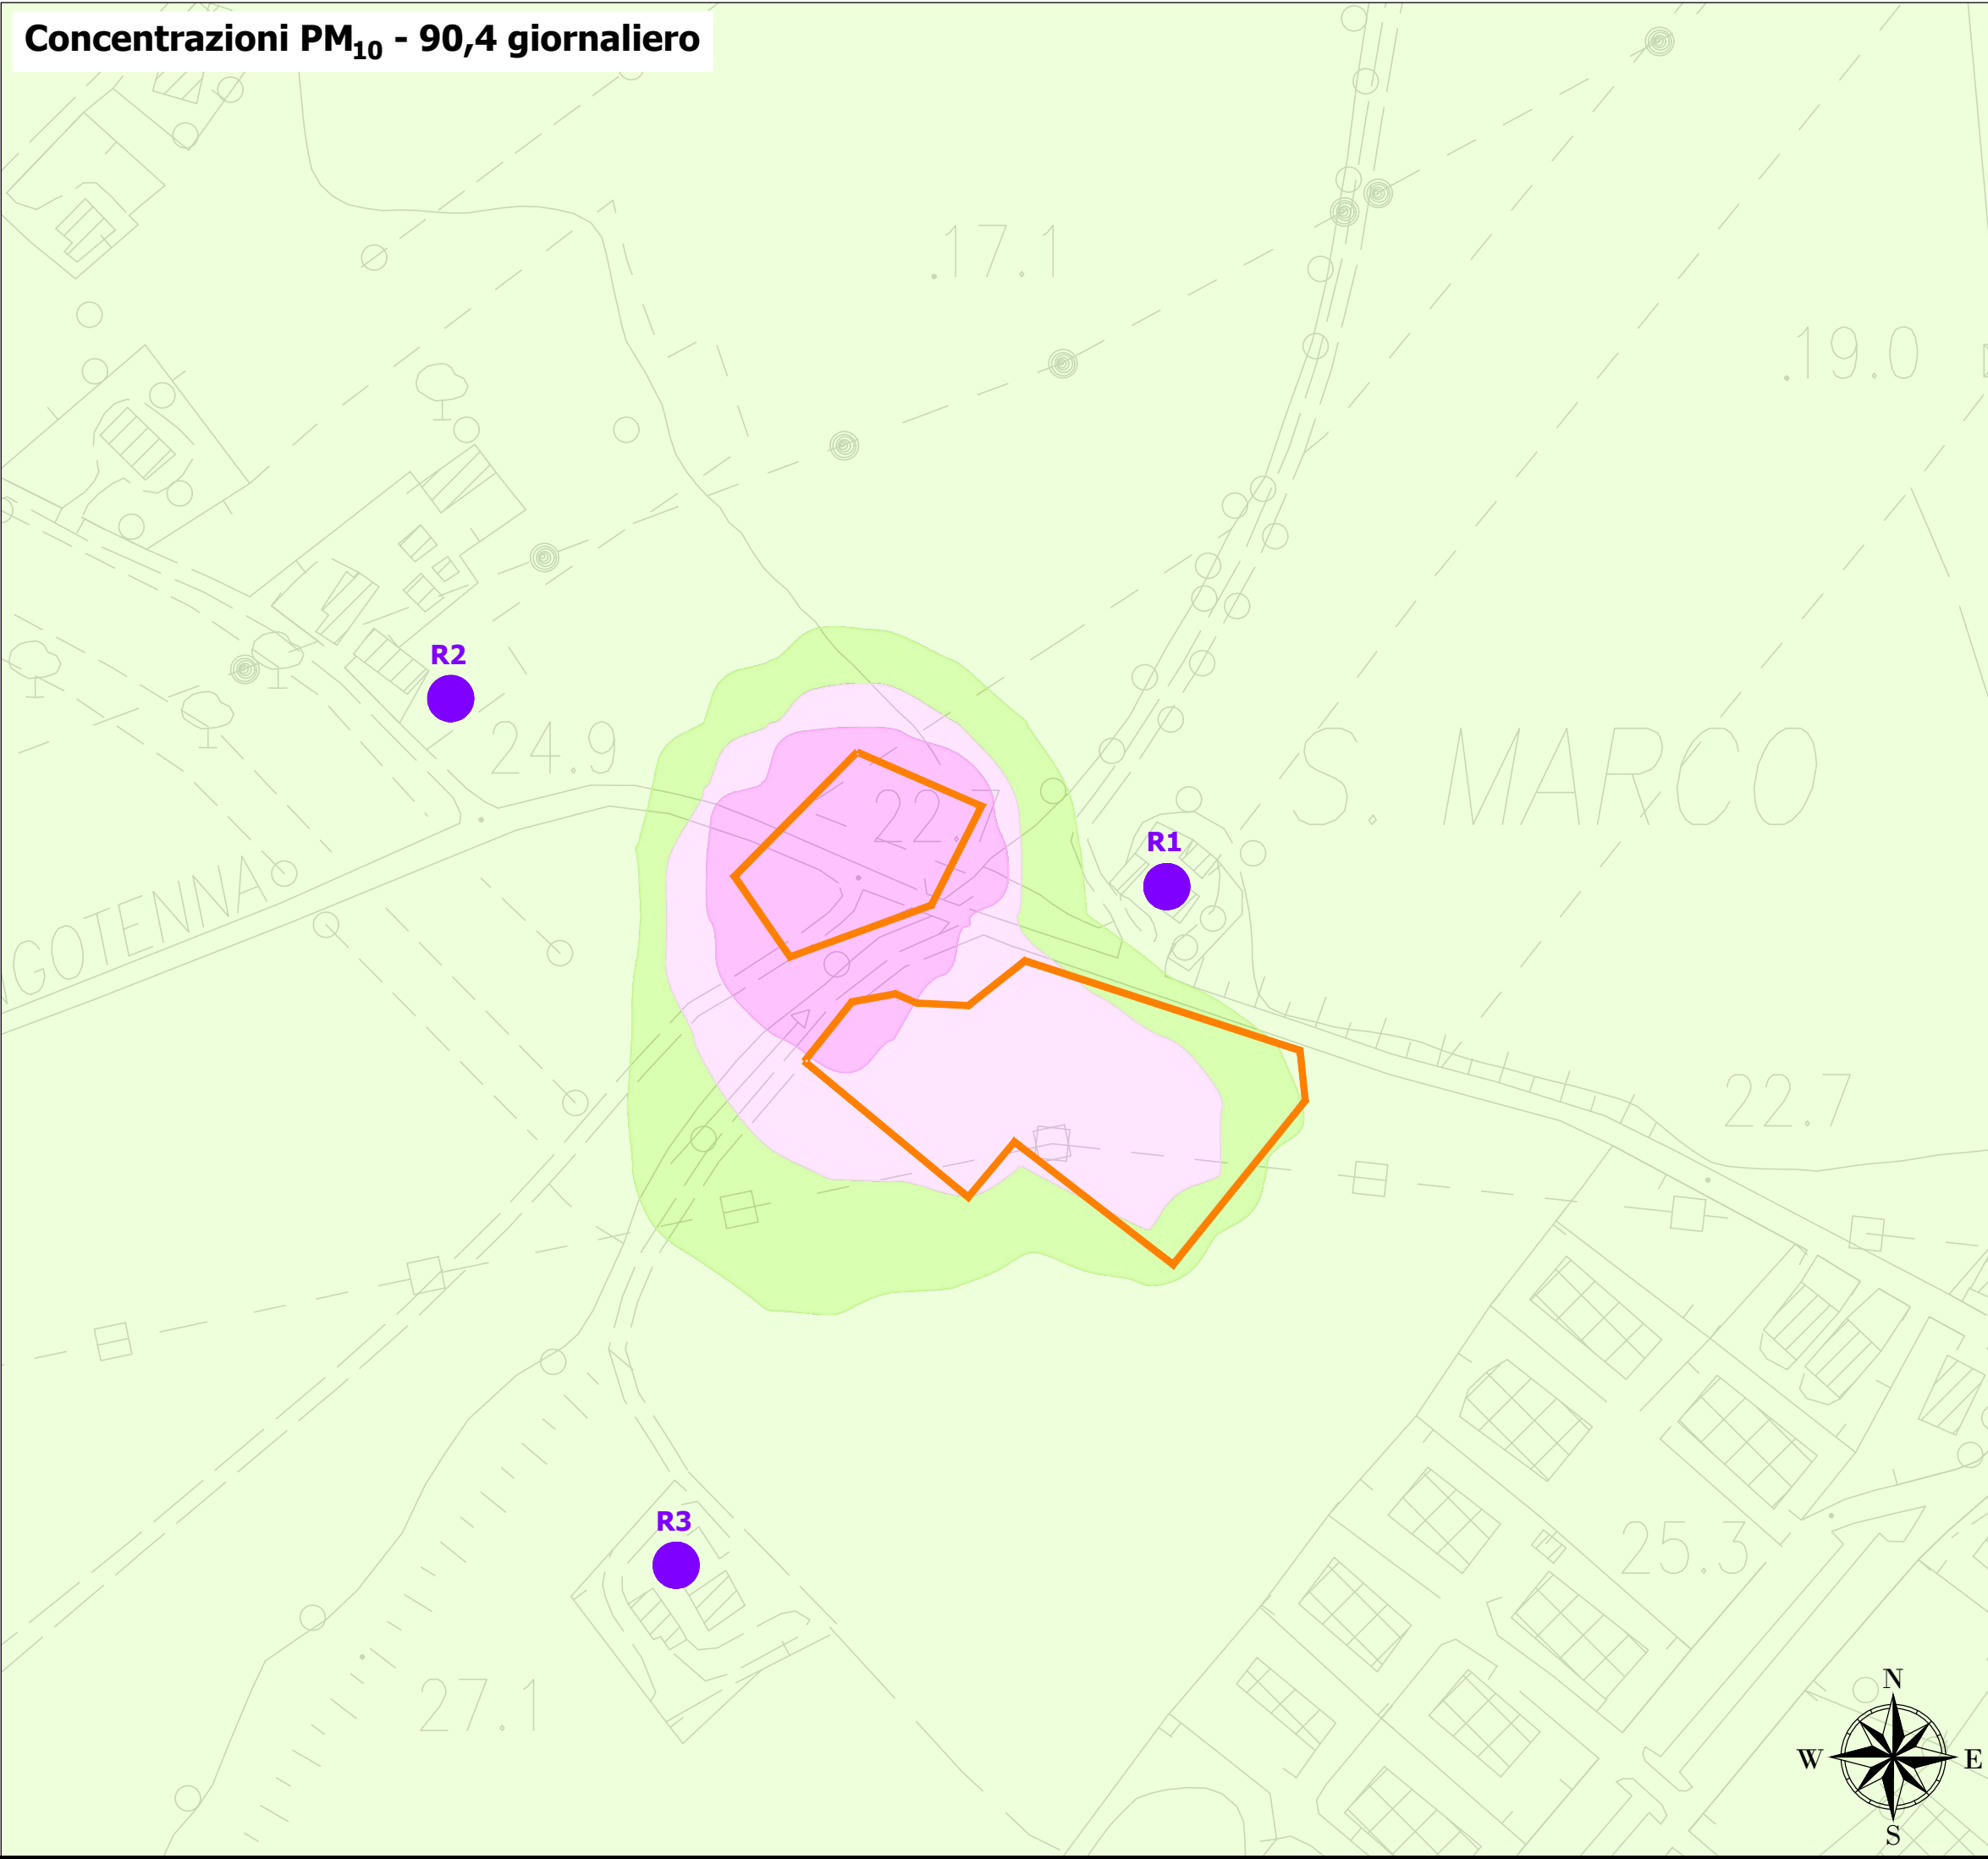 Concentrazioni PM10 - 90,4 giornaliero
.17.1
.19.0
R2
24.9
S. MARCO
22.7
R1
GOTENNA
22.7
R3
25.3
27.1
N
W E
S